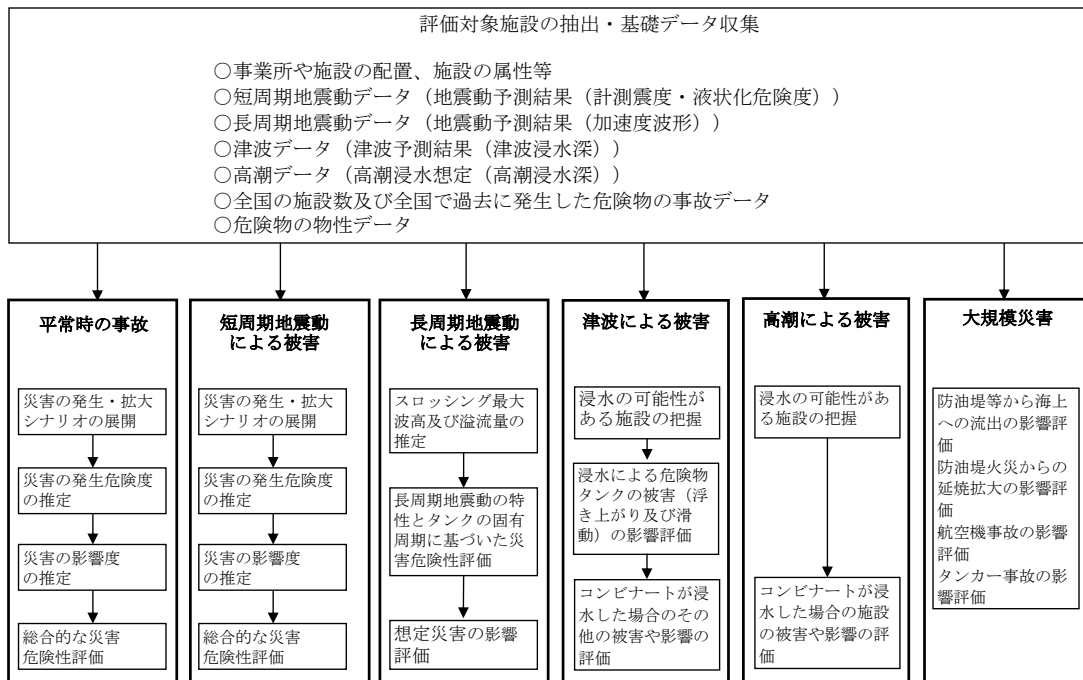 評価対象施設の抽出・基礎データ収集
○事業所や施設の配置、施設の属性等
○短周期地震動データ（地震動予測結果（計測震度・液状化危険度））
○長周期地震動データ（地震動予測結果（加速度波形））
○津波データ（津波予測結果（津波浸水深））
○高潮データ（高潮浸水想定（高潮浸水深））
○全国の施設数及び全国で過去に発生した危険物の事故データ
○危険物の物性データ
平常時の事故
災害の発生・拡大
シナリオの展開
災害の発生危険度
の推定
災害の影響度
の推定
総合的な災害
危険性評価
短周期地震動
による被害
災害の発生・拡大
シナリオの展開
災害の発生危険度
の推定
災害の影響度
の推定
総合的な災害
危険性評価
長周期地震動
による被害
スロッシング最大
波高及び溢流量の
推定
長周期地震動の特
性とタンクの固有
周期に基づいた災
害危険性評価
想定災害の影響
評価
津波による被害
浸水の可能性が
ある施設の把握
浸水による危険物
タンクの被害（浮
き上がり及び滑
動）の影響評価
コンビナートが浸
水した場合のその
他の被害や影響の
評価
高潮による被害
浸水の可能性があ
る施設の把握
コンビナートが浸
水した場合の施設
の被害や影響の評
価
大規模災害
防油堤等から海上
への流出の影響評
価
防油堤火災からの
延焼拡大の影響評
価
航空機事故の影響
評価
タンカー事故の影
響評価